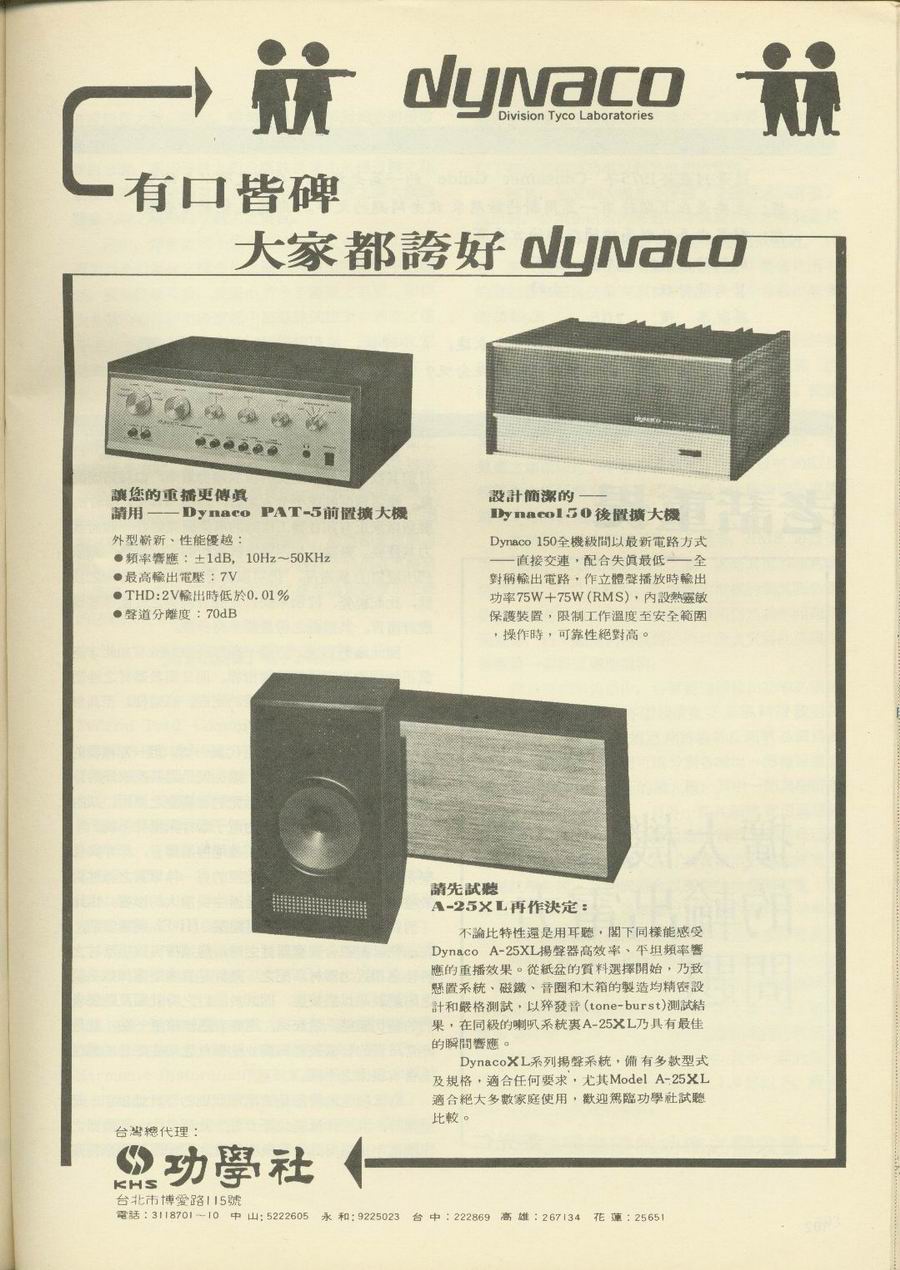 dynaco
Division Tyco Laboratories
有口皆碑
大家都誇好 dynaco
讓您的重播更傳眞
請用——Dynaco PAT-5前置擴大機
外型嶄新、性能優越：
●頻率響應：±1dB, 10Hz～50KHz
●最高輸出電壓：7V
●THD:2V輸出時低於0.01％
●聲道分離度：70dB
dynaco
設計簡潔的——
Dynaco150後置擴大機
Dynaco 150全機級間以最新電路方式
——直接交連，配合失眞最低——全
對稱輸出電路，作立體聲播放時輸出
功率75W＋75W(RMS)，內設熱靈敏
保護裝置，限制工作溫度至安全範圍
，操作時，可靠性絕對高。
請先試聽
A-25XL再作決定：
不論比特性還是用耳聽，閣下同樣能感受
Dynaco A-25XL揚聲器高效率、平坦頻率響
應的重播效果。從紙盆的質料選擇開始，乃致
懸置系統、磁鐵、音圈和木箱的製造均精密設
計和嚴格測試，以猝發音(tone-burst)測試結
果，在同級的喇叭系統裏A-25XL乃具有最佳
的瞬間響應。
DynacoXL系列揚聲系統，備有多款型式
及規格，適合任何要求，尤其Model A-25XL
適合絕大多數家庭使用，歡迎駕臨功學社試聽
比較。
台灣總代理：
KHS 功學社
台北市博愛路115號
電話：3118701～10 中山：5222605 永和：9225023 台中：222869 高雄：267134 花蓮：25651